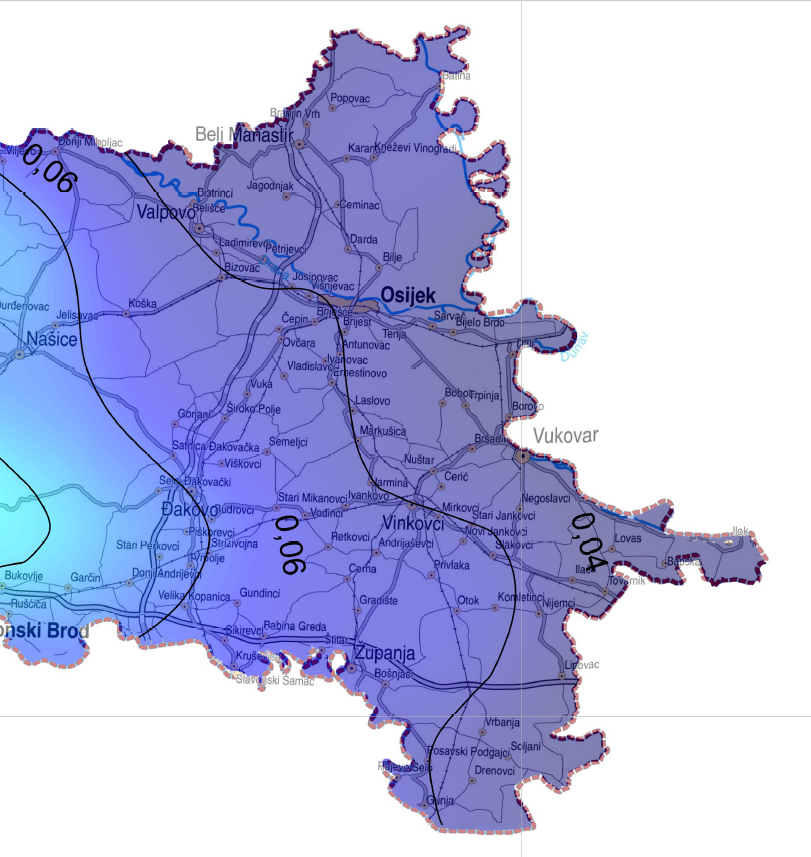 Batina
Popovac
Branjin Vrh
Beli Manastir
Viljevo
Donji Miholjac
0,06
Karanac
Kneževi Vinogradi
Jagodnjak
Bistrinci
Belišće
Čeminac
Valpovo
Ladimirevci
Petrijevci
Darda
Bilje
Bizovac
Josipovac
Višnjevac
Osijek
Koška
Đurđenovac
Jelisavac
Našice
Čepin
Briješće
Brijest
Sarvaš
Bijelo Brdo
Tenja
Dalj
Dunav
Ovčara
Antunovac
Ivanovac
Ernestinovo
Vladislavci
Vuka
Laslovo
Bobota
Trpinja
Borovo
Gorjani
Široko Polje
Markušica
Vukovar
Bršadin
Satnica Đakovačka
Semeljci
Viškovci
Nuštar
Cerić
Selci Đakovački
Jarmina
Đakovo
Budrovci
Stari Mikanovci
Ivankovo
Vođinci
Mirkovci
Negoslavci
Vinkovci
Stari Jankovci
Novi Jankovci
Slakovci
0,06
0,04
Lovas
Ilok
Piškorevci
Strizivojna
Retkovci
Andrijaševci
Stari Perkovci
Vrpolje
Privlaka
Ilača
Tovarnik
Bapska
Bukovlje
Garčin
Donji Andrijevci
Cerna
Ruščica
Velika Kopanica
Gundinci
Gradište
Otok
Komletinci
Nijemci
onski Brod
Sikirevci
Babina Greda
Štitar
Županja
Kruševica
Slavonski Šamac
Bošnjaci
Lipovac
Vrbanja
Posavski Podgajci
Soljani
Rajevo Selo
Drenovci
Gunja